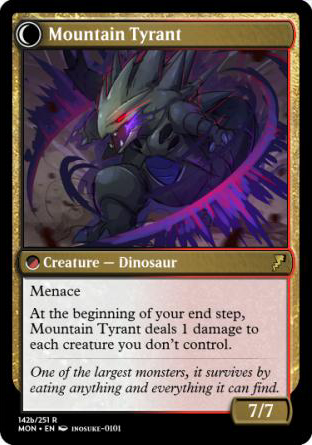 Mountain Tyrant
Creature — Dinosaur
Menace
At the beginning of your end step,
Mountain Tyrant deals 1 damage to
each creature you don't control.
One of the largest monsters, it survives by
eating anything and everything it can find.
7/7
142b/251 R
MON • EN INOSUKE-0101